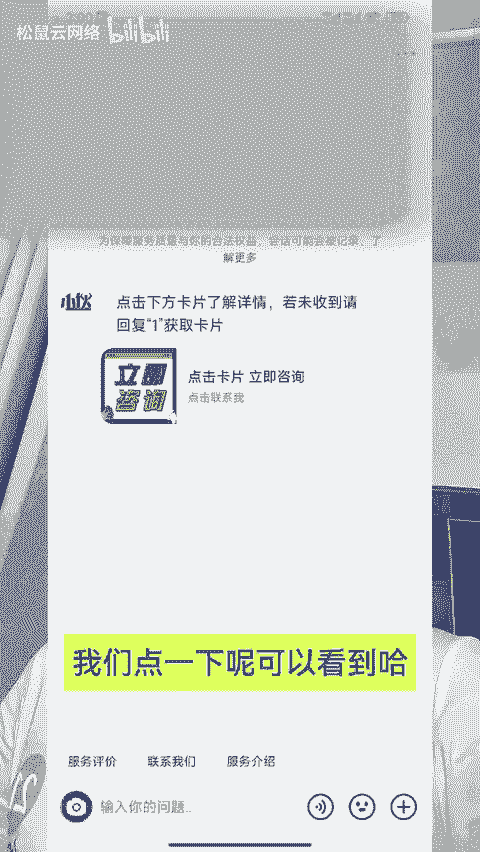 松鼠云网络 bilibili
为保障服务质量与你的合法权益，会话可能会被记录，了
解更多
小伙
点击下方卡片了解详情，若未收到请
回复“1”获取卡片
立即
咨询
点击卡片 立即咨询
点击联系我
我们点一下呢可以看到哈
服务评价 联系我们 服务介绍
输入你的问题...